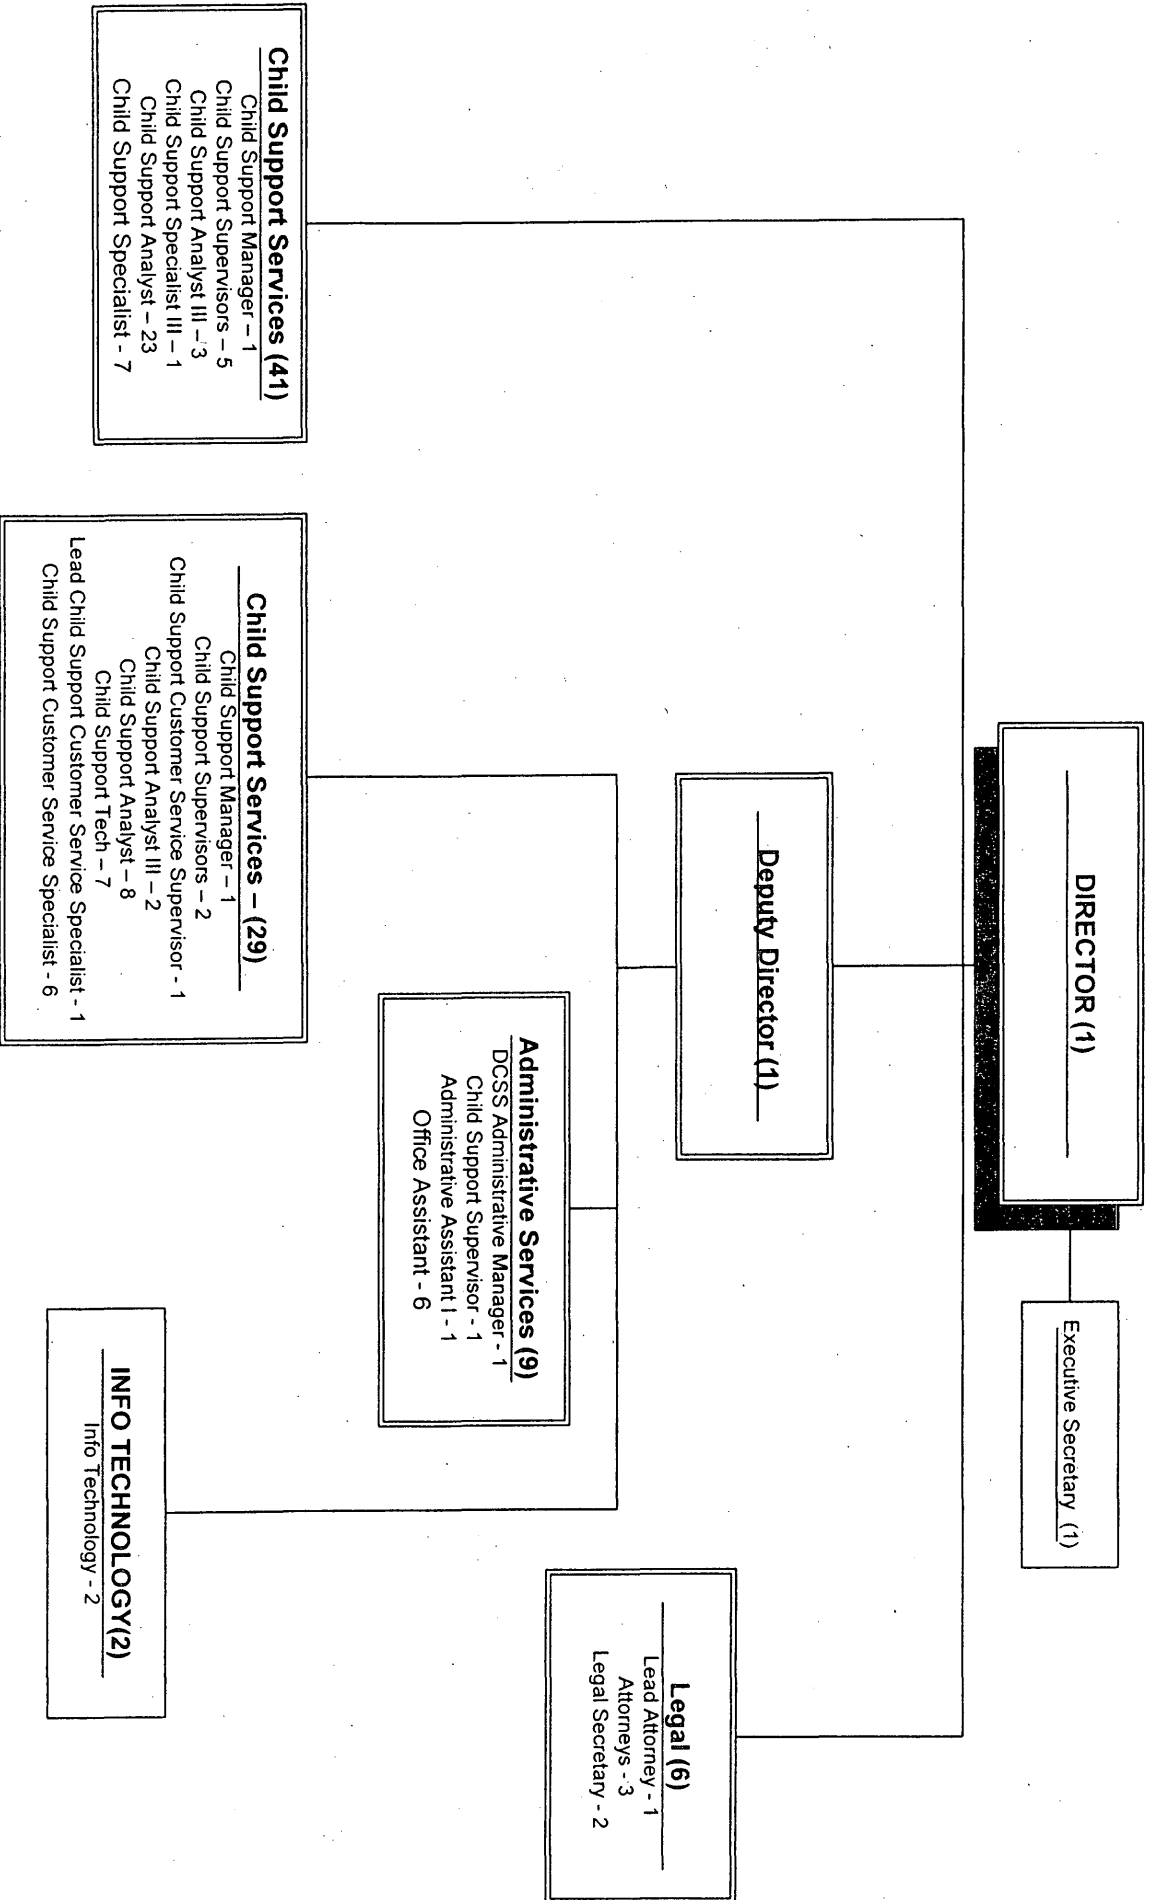 DIRECTOR (1)
Executive Secretary (1)
Deputy Director (1)
Child Support Services (41)
Child Support Manager – 1
Child Support Supervisors – 5
Child Support Analyst III – 3
Child Support Specialist III – 1
Child Support Analyst – 23
Child Support Specialist - 7
Child Support Services – (29)
Child Support Manager – 1
Child Support Supervisors – 2
Child Support Customer Service Supervisor - 1
Child Support Analyst III – 2
Child Support Analyst – 8
Child Support Tech – 7
Lead Child Support Customer Service Specialist - 1
Child Support Customer Service Specialist - 6
Administrative Services (9)
DCSS Administrative Manager - 1
Child Support Supervisor - 1
Administrative Assistant I - 1
Office Assistant - 6
INFO TECHNOLOGY(2)
Info Technology - 2
Legal (6)
Lead Attorney - 1
Attorneys - 3
Legal Secretary - 2